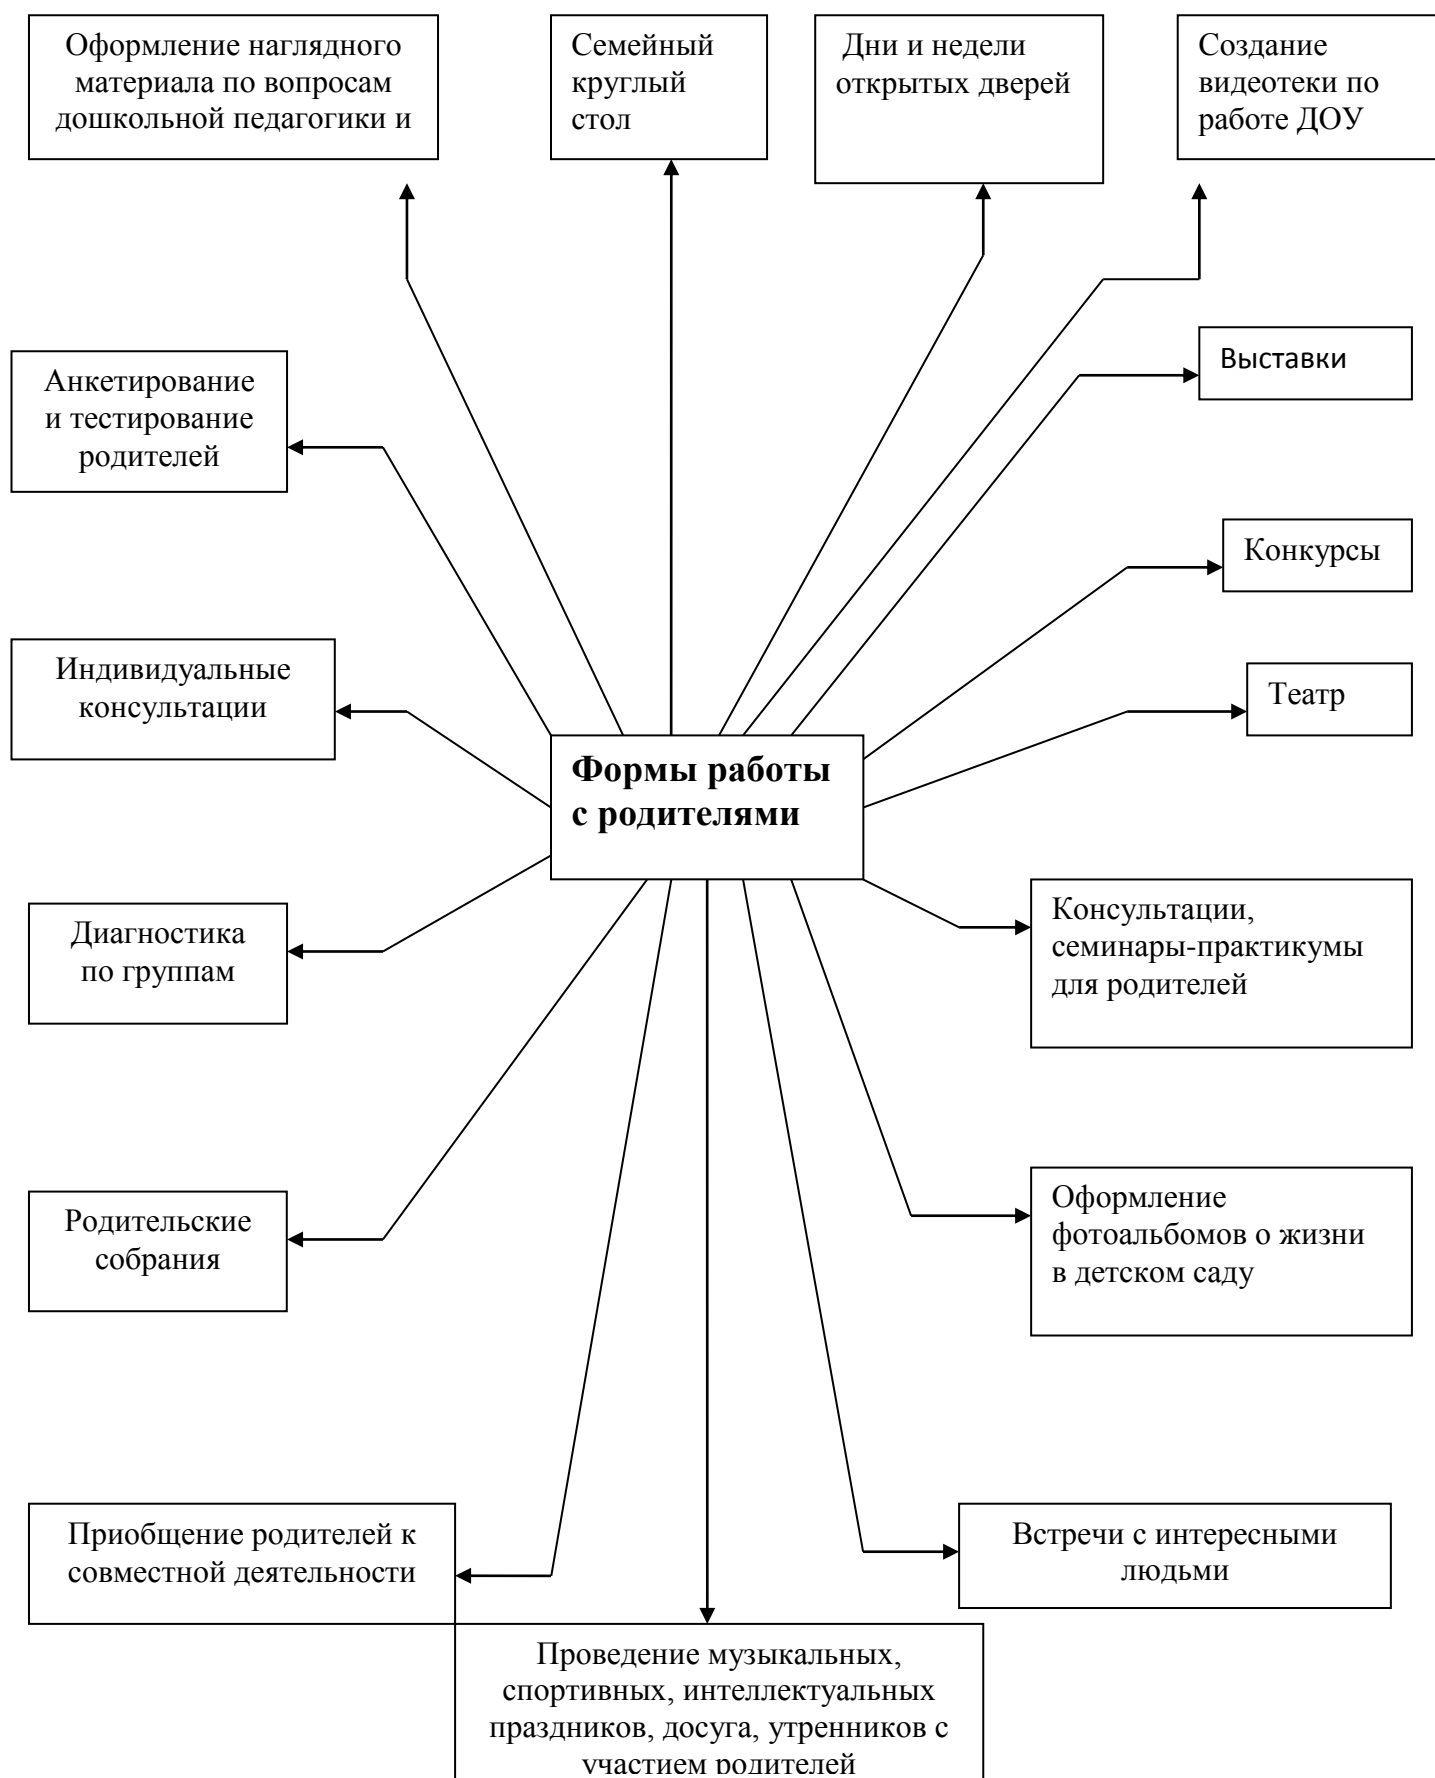 Оформление наглядного
материала по вопросам
дошкольной педагогики и
Семейный
круглый
стол
Дни и недели
открытых дверей
Создание
видеотеки по
работе ДОУ
Выставки
Анкетирование
и тестирование
родителей
Конкурсы
Индивидуальные
консультации
Театр
Формы работы
с родителями
Консультации,
семинары-практикумы
для родителей
Диагностика
по группам
Оформление
фотоальбомов о жизни
в детском саду
Родительские
собрания
Приобщение родителей к
совместной деятельности
Встречи с интересными
людьми
Проведение музыкальных,
спортивных, интеллектуальных
праздников, досуга, утренников с
участием родителей